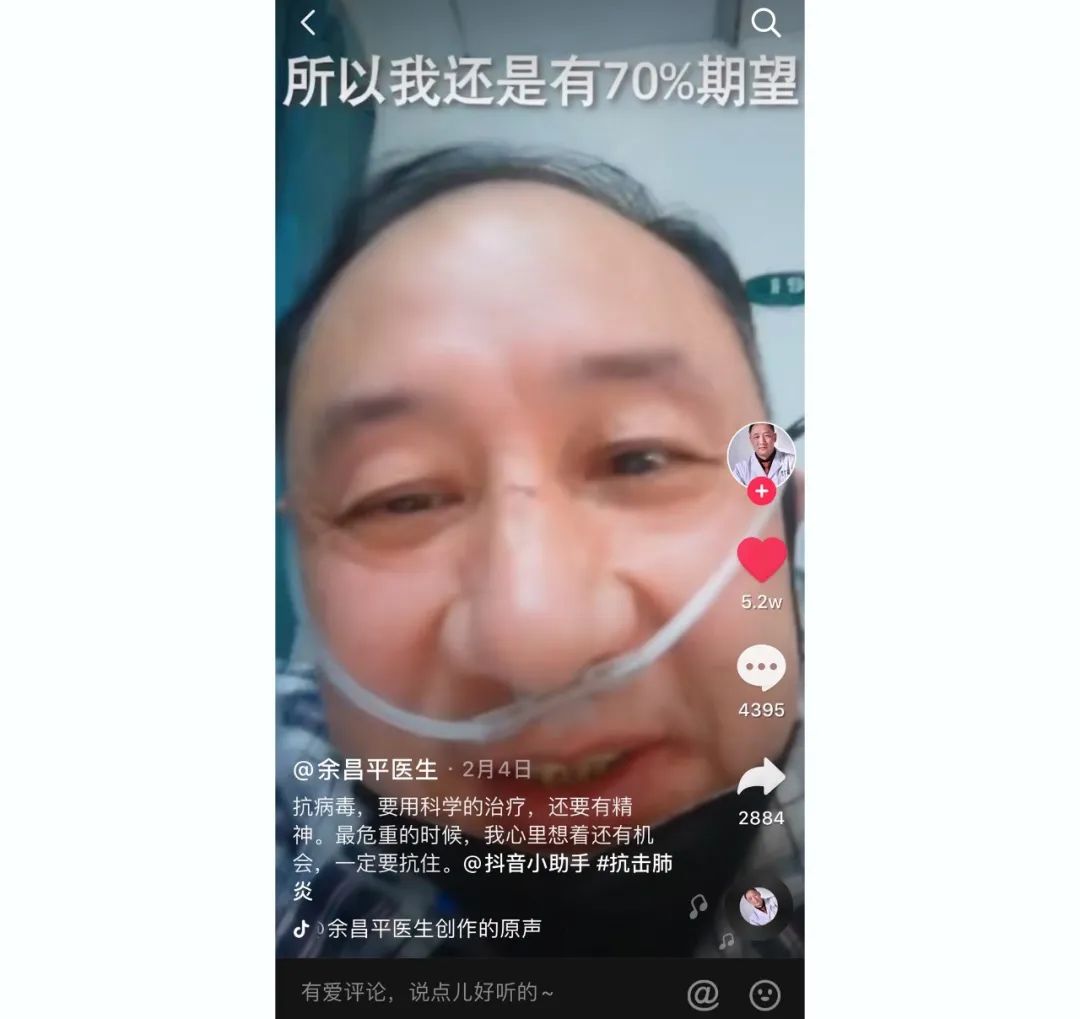 所以我还是有70%期望
19
5.2w
4395
2884
@余昌平医生 · 2月4日
抗病毒，要用科学的治疗，还要有精
神。最危重的时候，我心里想着还有机
会，一定要抗住。@抖音小助手 #抗击肺
炎
余昌平医生创作的原声
有爱评论，说点儿好听的~
@